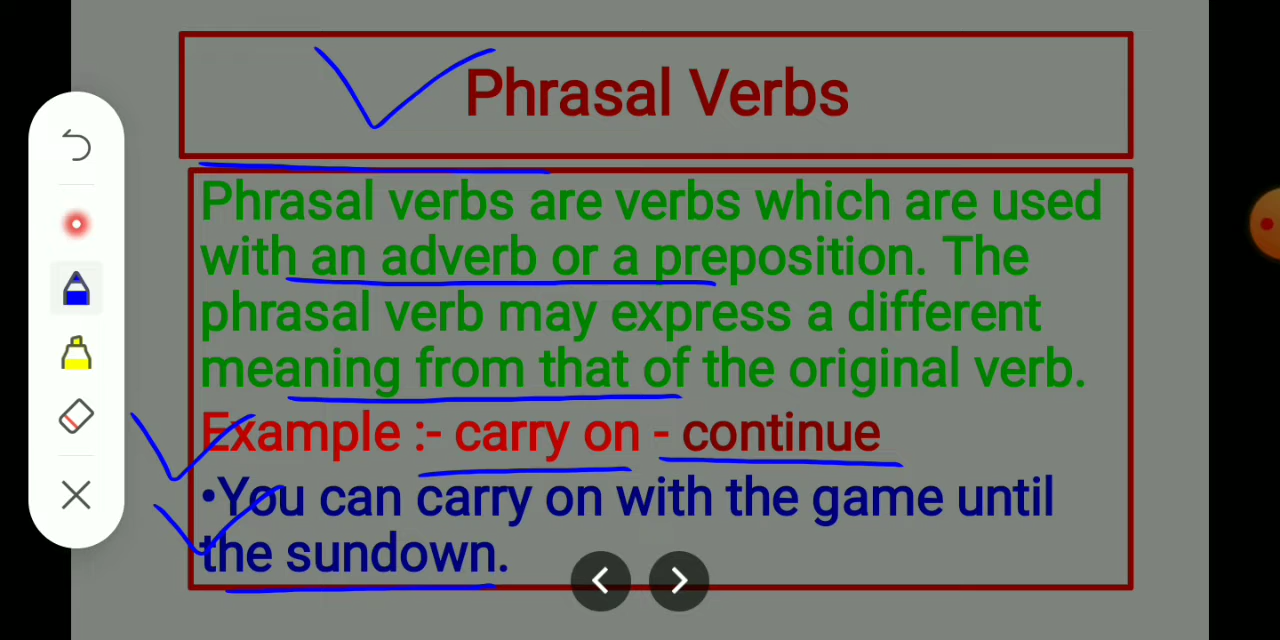 Phrasal Verbs
Phrasal verbs are verbs which are used
with an adverb or a preposition. The
phrasal verb may express a different
meaning from that of the original verb.
Example :- carry on - continue
•You can carry on with the game until
the sundown.